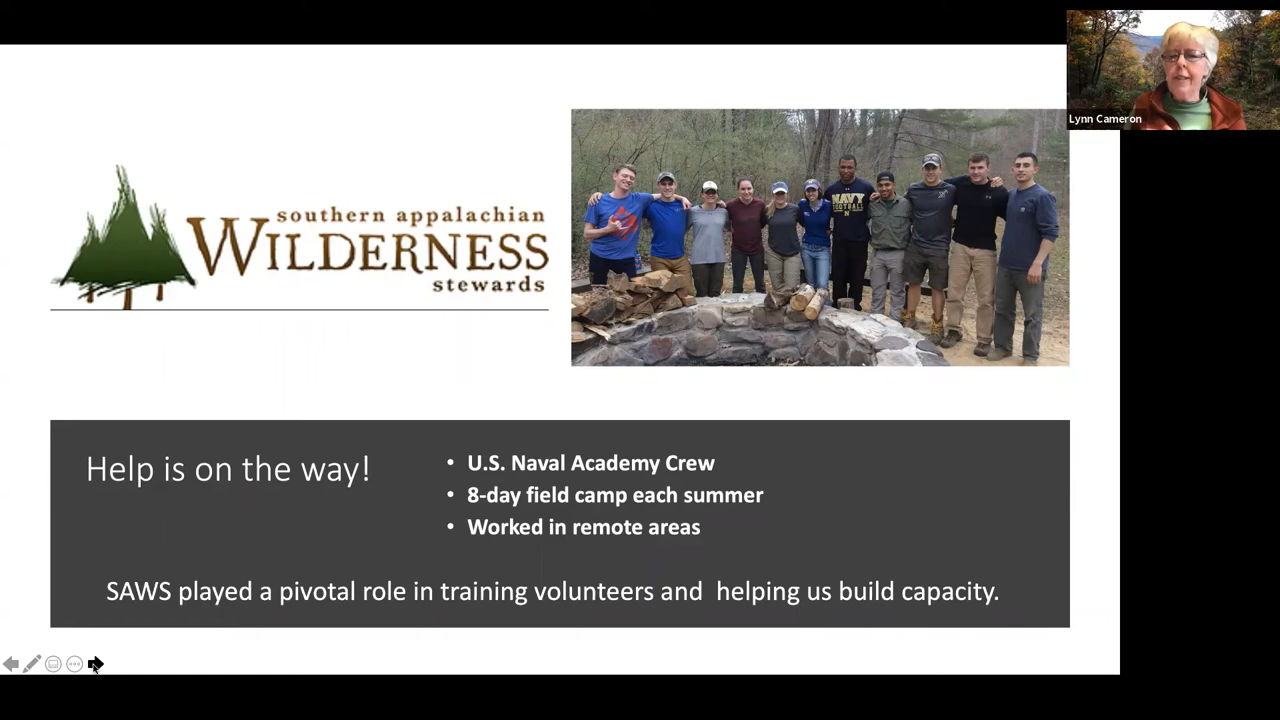 Lynn Cameron
southern appalachian
WILDERNESS
stewards
NAVY
FOOTBALL
N
Help is on the way!
• U.S. Naval Academy Crew
• 8-day field camp each summer
• Worked in remote areas
SAWS played a pivotal role in training volunteers and  helping us build capacity.